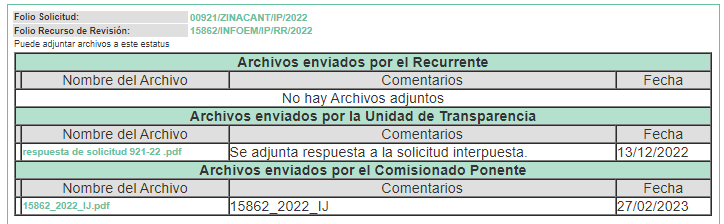 Folio Solicitud: 00921/ZINACANT/IP/2022
Folio Recurso de Revisión: 15862/INFOEM/IP/RR/2022
Puede adjuntar archivos a este estatus
Archivos enviados por el Recurrente
Nombre del Archivo Comentarios Fecha
No hay Archivos adjuntos
Archivos enviados por la Unidad de Transparencia
Nombre del Archivo Comentarios Fecha
respuesta de solicitud 921-22 .pdf Se adjunta respuesta a la solicitud interpuesta. 13/12/2022
Archivos enviados por el Comisionado Ponente
Nombre del Archivo Comentarios Fecha
15862_2022_IJ.pdf 15862_2022_IJ 27/02/2023